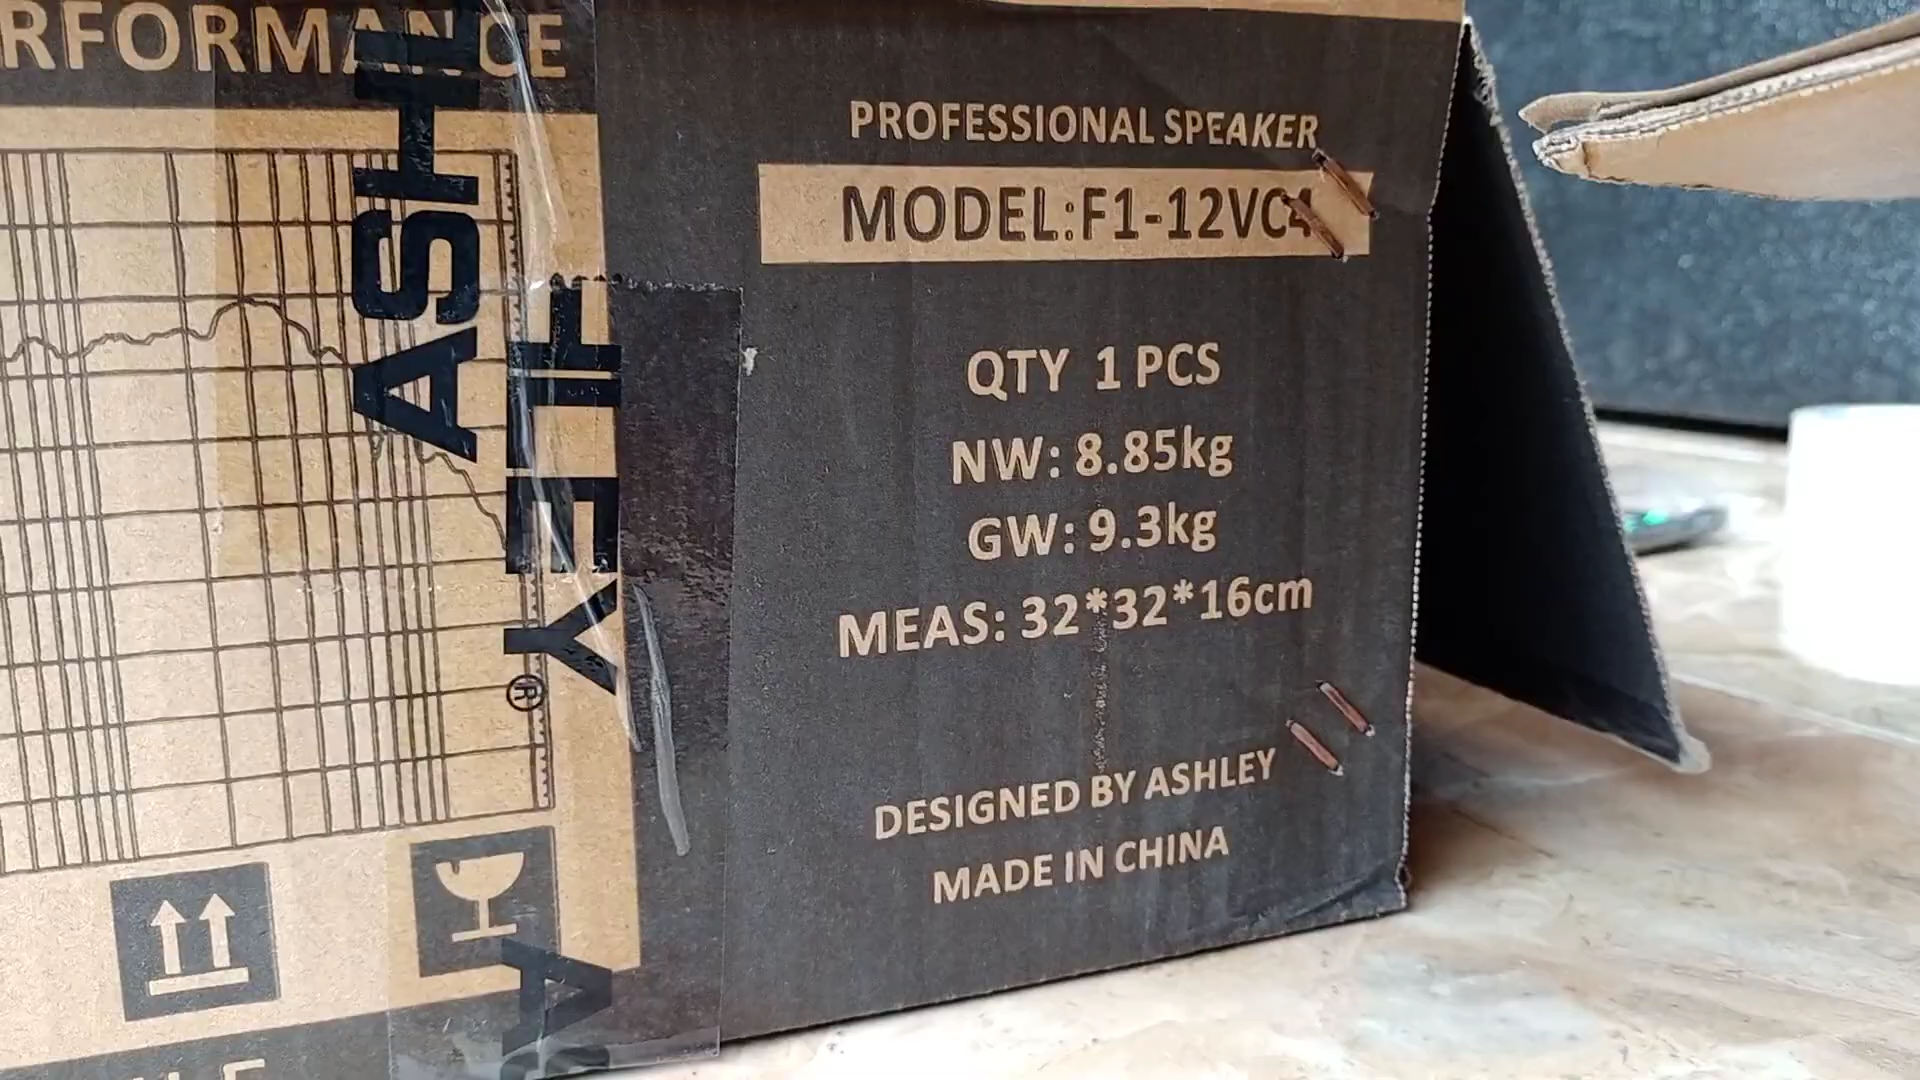 RFORMANCE
ASHLEY®
PROFESSIONAL SPEAKER
MODEL:F1-12VC4
QTY 1 PCS
NW: 8.85kg
GW: 9.3kg
MEAS: 32*32*16cm
DESIGNED BY ASHLEY
MADE IN CHINA
A